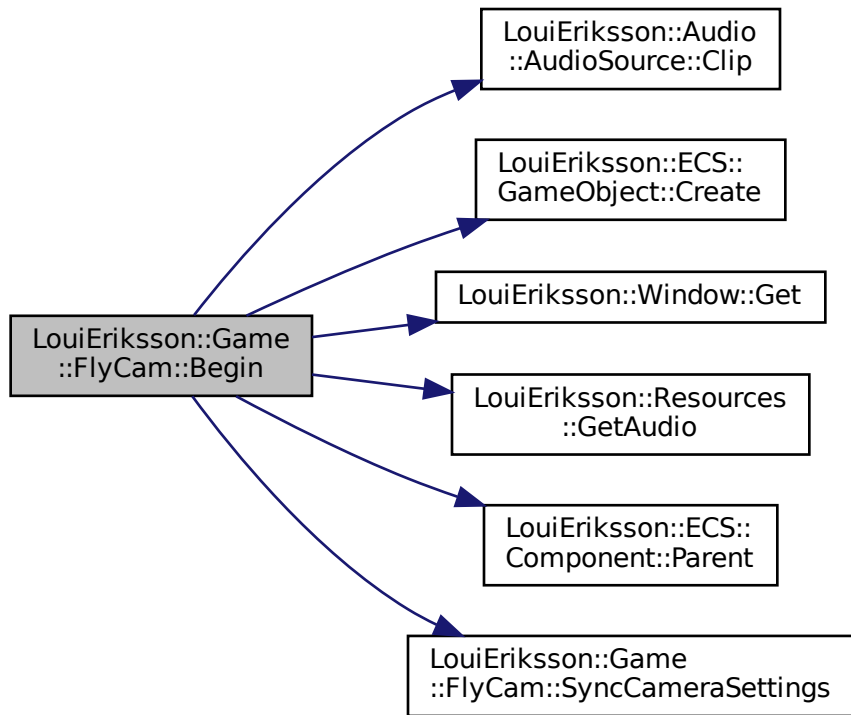 LouiEriksson::Audio
::AudioSource::Clip
LouiEriksson::ECS::
GameObject::Create
LouiEriksson::Window::Get
LouiEriksson::Game
::FlyCam::Begin
LouiEriksson::Resources
::GetAudio
LouiEriksson::ECS::
Component::Parent
LouiEriksson::Game
::FlyCam::SyncCameraSettings